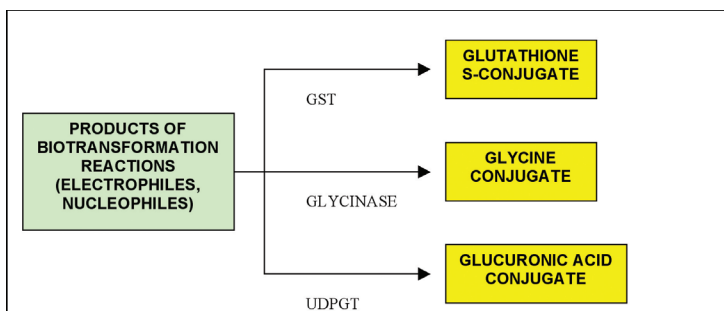 PRODUCTS OF
BIOTRANSFORMATION
REACTIONS
(ELECTROPHILES,
NUCLEOPHILES)
GST
GLUTATHIONE
S-CONJUGATE
GLYCINASE
GLYCINE
CONJUGATE
UDPGT
GLUCURONIC ACID
CONJUGATE